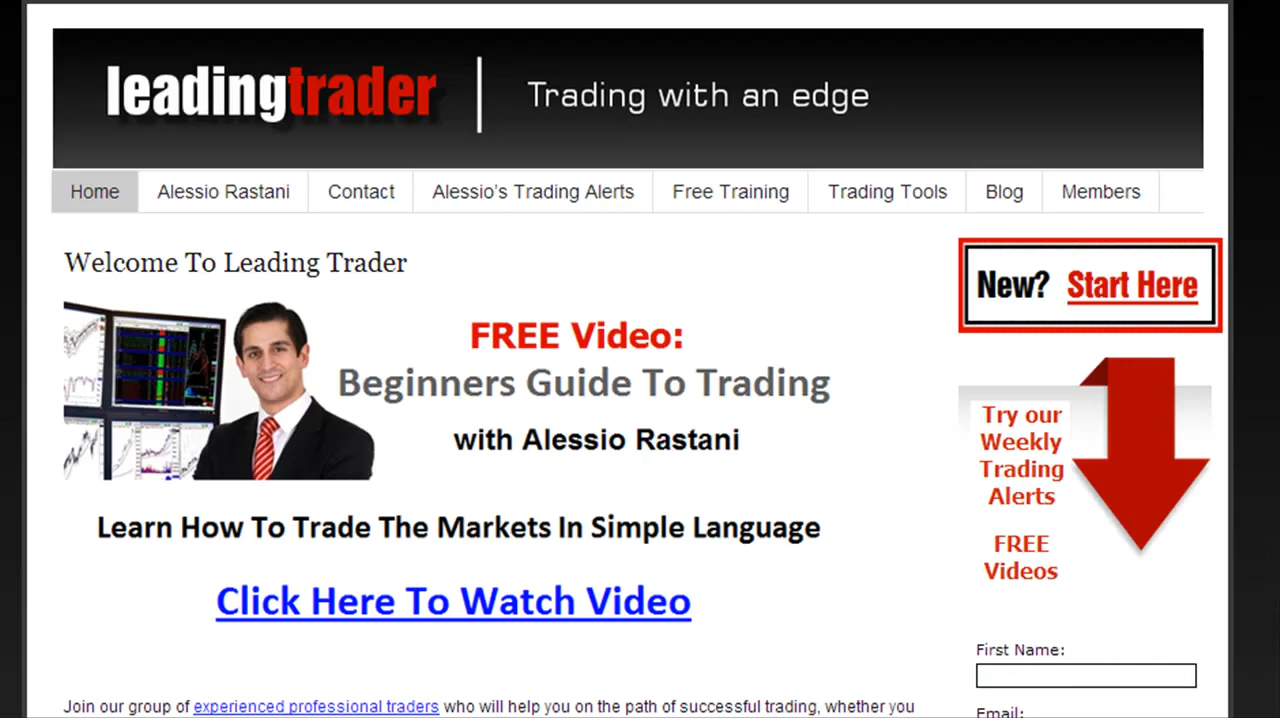 leadingtrader | Trading with an edge
Home Alessio Rastani Contact Alessio's Trading Alerts Free Training Trading Tools Blog Members
Welcome To Leading Trader
FREE Video:
Beginners Guide To Trading
with Alessio Rastani
Learn How To Trade The Markets In Simple Language
Click Here To Watch Video
Join our group of experienced professional traders who will help you on the path of successful trading, whether you
New? Start Here
Try our
Weekly
Trading
Alerts
FREE
Videos
First Name:
Email: